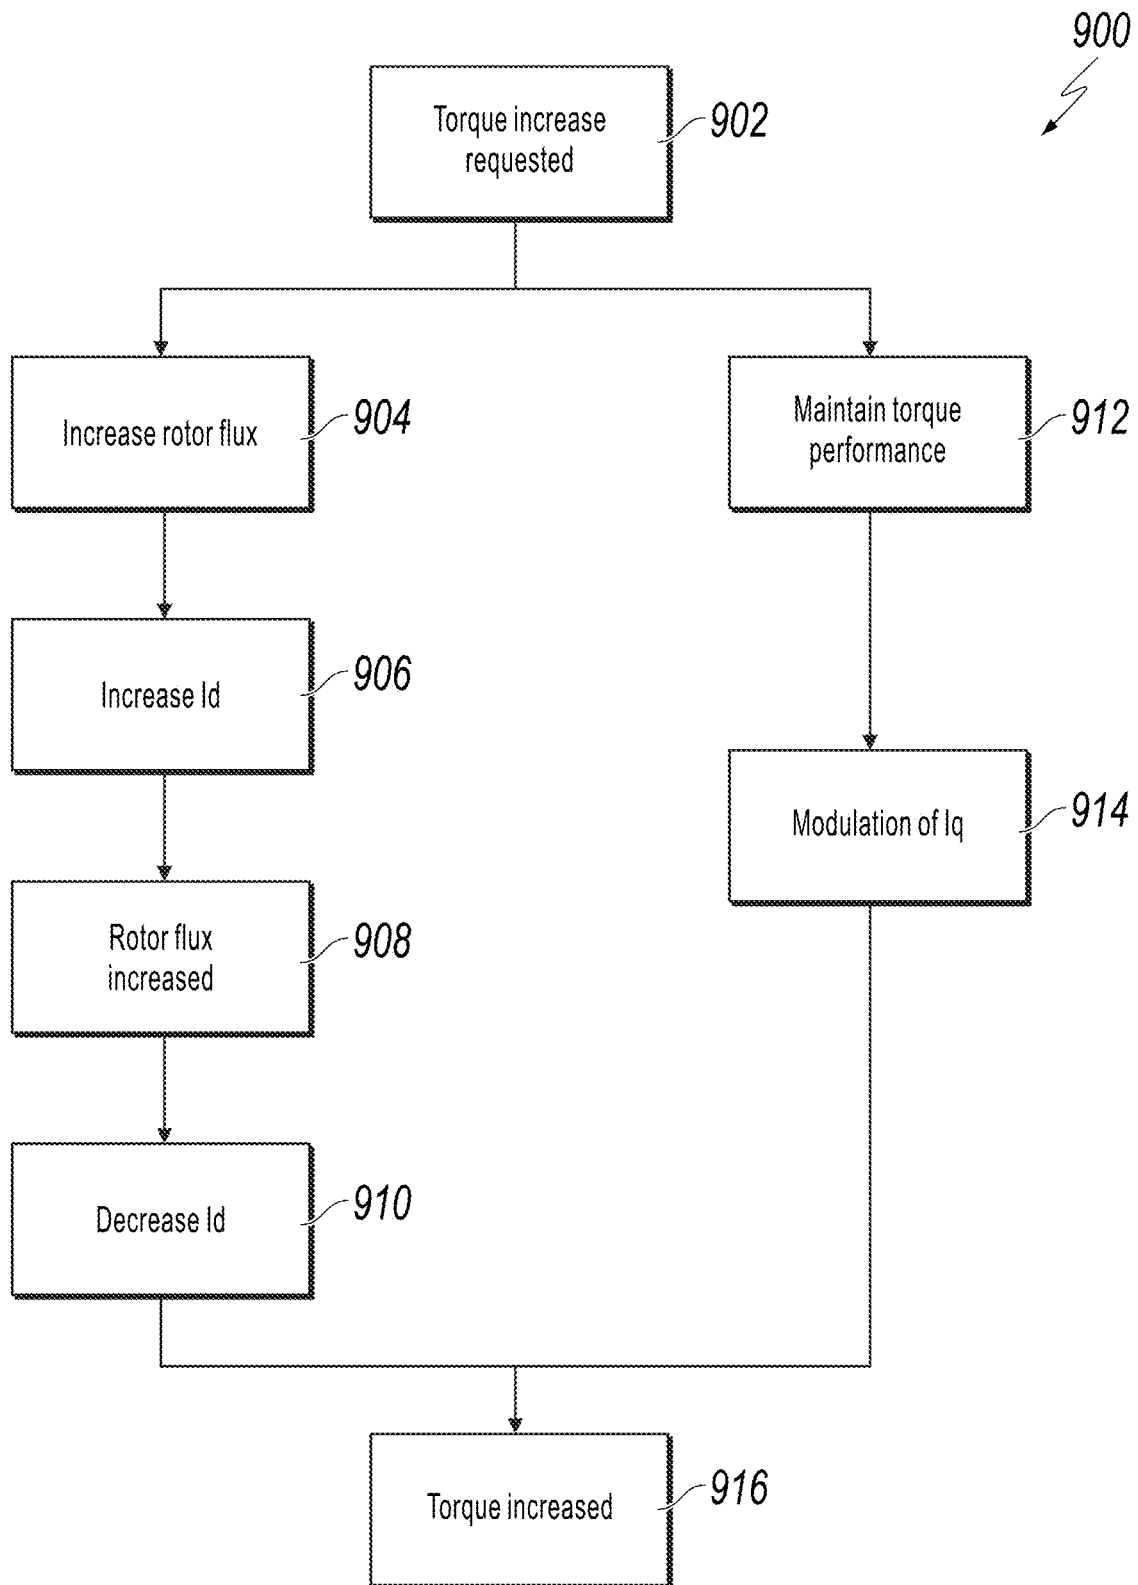 900
Torque increase
requested
902
Increase rotor flux
904
Maintain torque
performance
912
Increase Id
906
Modulation of Iq
914
Rotor flux
increased
908
Decrease Id
910
Torque increased
916